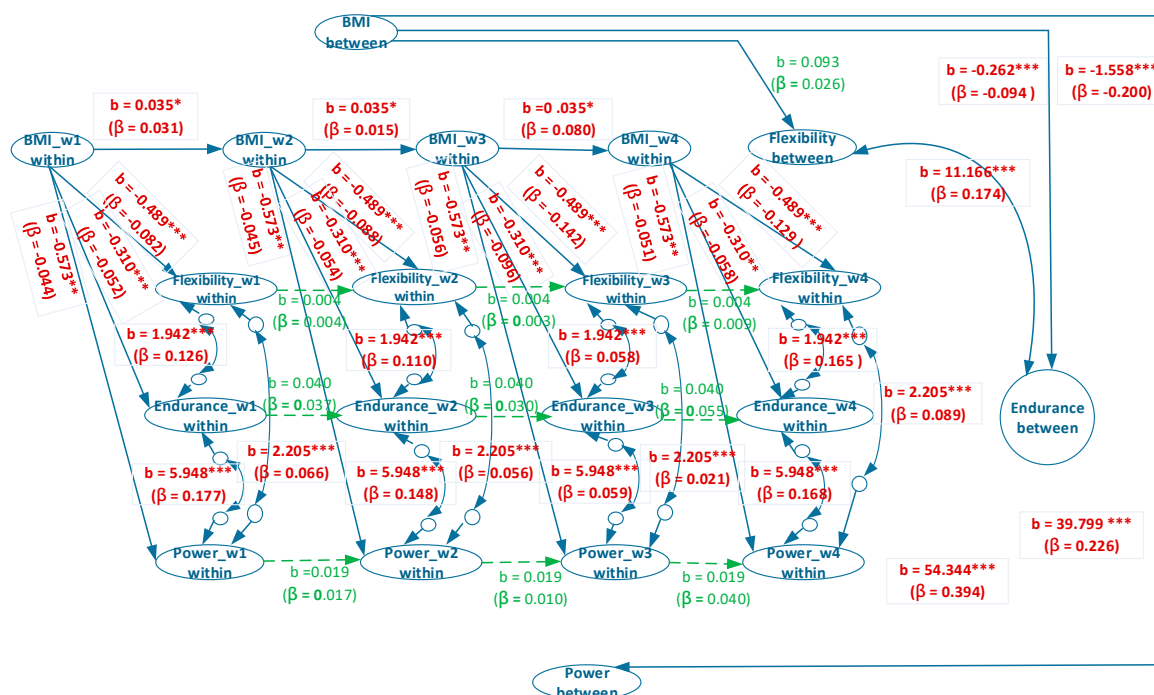 BMI
between
b = 0.093
(β = 0.026)
b = -0.262***
(β = -0.094 )
b = -1.558***
(β = -0.200)
b = 0.035*
(β = 0.031)
b = 0.035*
(β = 0.015)
b =0 .035*
(β = 0.080)
BMI_w1
within
BMI_w2
within
BMI_w3
within
BMI_w4
within
Flexibility
between
b = 11.166***
(β = 0.174)
b = -0.489***
(β = -0.082)
b = -0.310***
(β = -0.052)
b = -0.573**
(β = -0.044)
b = -0.489***
(β = -0.088)
b = -0.310***
(β = -0.054)
b = -0.573**
(β = -0.045)
b = -0.489***
(β = -0.142)
b = -0.310***
(β = -0.096)
b = -0.573**
(β = -0.056)
b = -0.489***
(β = -0.129)
b = -0.310**
(β = -0.058)
b = -0.573**
(β = -0.051)
Flexibility_w1
within
Flexibility_w2
within
Flexibility_w3
within
Flexibility_w4
within
b = 0.004
(β = 0.004)
b = 0.004
(β = 0.003)
b = 0.004
(β = 0.009)
b = 1.942***
(β = 0.126)
b = 1.942***
(β = 0.110)
b = 1.942***
(β = 0.058)
b = 1.942***
(β = 0.165 )
b = 0.040
(β = 0.037)
b = 0.040
(β = 0.030)
b = 0.040
(β = 0.055)
b = 2.205***
(β = 0.089)
Endurance_w1
within
Endurance_w2
within
Endurance_w3
within
Endurance_w4
within
Endurance
between
b = 5.948***
(β = 0.177)
b = 2.205***
(β = 0.066)
b = 5.948***
(β = 0.148)
b = 2.205***
(β = 0.056)
b = 5.948***
(β = 0.059)
b = 2.205***
(β = 0.021)
b = 5.948***
(β = 0.168)
b = 39.799 ***
(β = 0.226)
Power_w1
within
Power_w2
within
Power_w3
within
Power_w4
within
b =0.019
(β = 0.017)
b = 0.019
(β = 0.010)
b = 0.019
(β = 0.040)
b = 54.344***
(β = 0.394)
Power
between